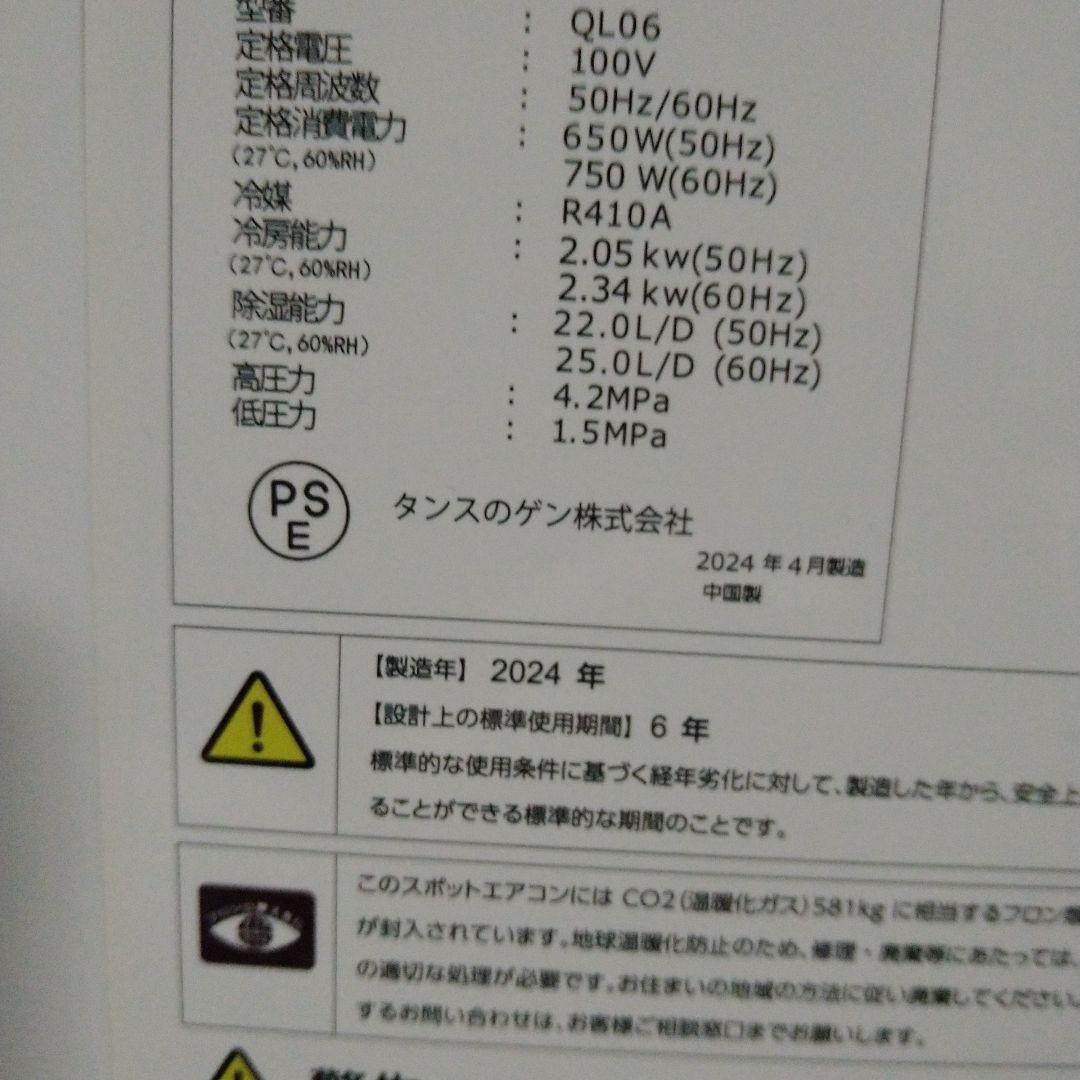 型番 : QL06
定格電圧 : 100V
定格周波数 : 50Hz/60Hz
定格消費電力 : 650W(50Hz)
(27℃,60%RH) 750 W(60Hz)
冷媒 : R410A
冷房能力 : 2.05 kw(50Hz)
(27℃,60%RH) 2.34 kw(60Hz)
除湿能力 : 22.0L/D (50Hz)
(27℃,60%RH) 25.0L/D (60Hz)
高圧力 : 4.2MPa
低圧力 : 1.5MPa
PS
E
タンスのゲン株式会社
2024 年 4 月製造
中国製
【製造年】 2024 年
【設計上の標準使用期間】 6 年
標準的な使用条件に基づく経年劣化に対して、製造した年から、安全上
ることができる標準的な期間のことです。
このスポットエアコンには CO2(温暖化ガス)581kg に相当するフロン
が封入されています。地球温暖化防止のため、修理・廃棄等にあたっては、
の適切な処理が必要です。お住まいの地域の方法に従い廃棄してください。
するお問い合わせは、お客様ご相談窓口までお願いします。